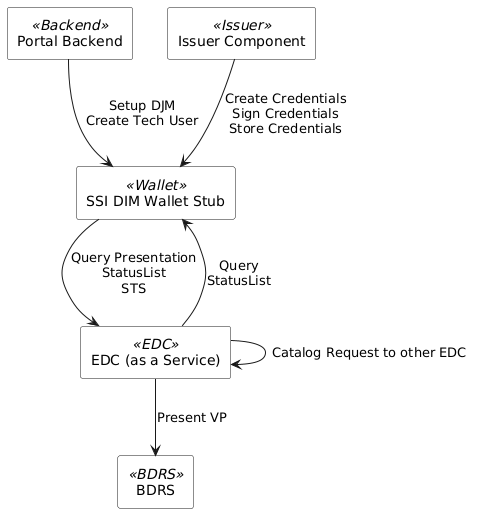 «Backend»
Portal Backend
«Issuer»
Issuer Component
Setup DJM
Create Tech User
Create Credentials
Sign Credentials
Store Credentials
«Wallet»
SSI DIM Wallet Stub
Query Presentation
StatusList
STS
Query
StatusList
«EDC»
EDC (as a Service)
Catalog Request to other EDC
Present VP
«BDRS»
BDRS